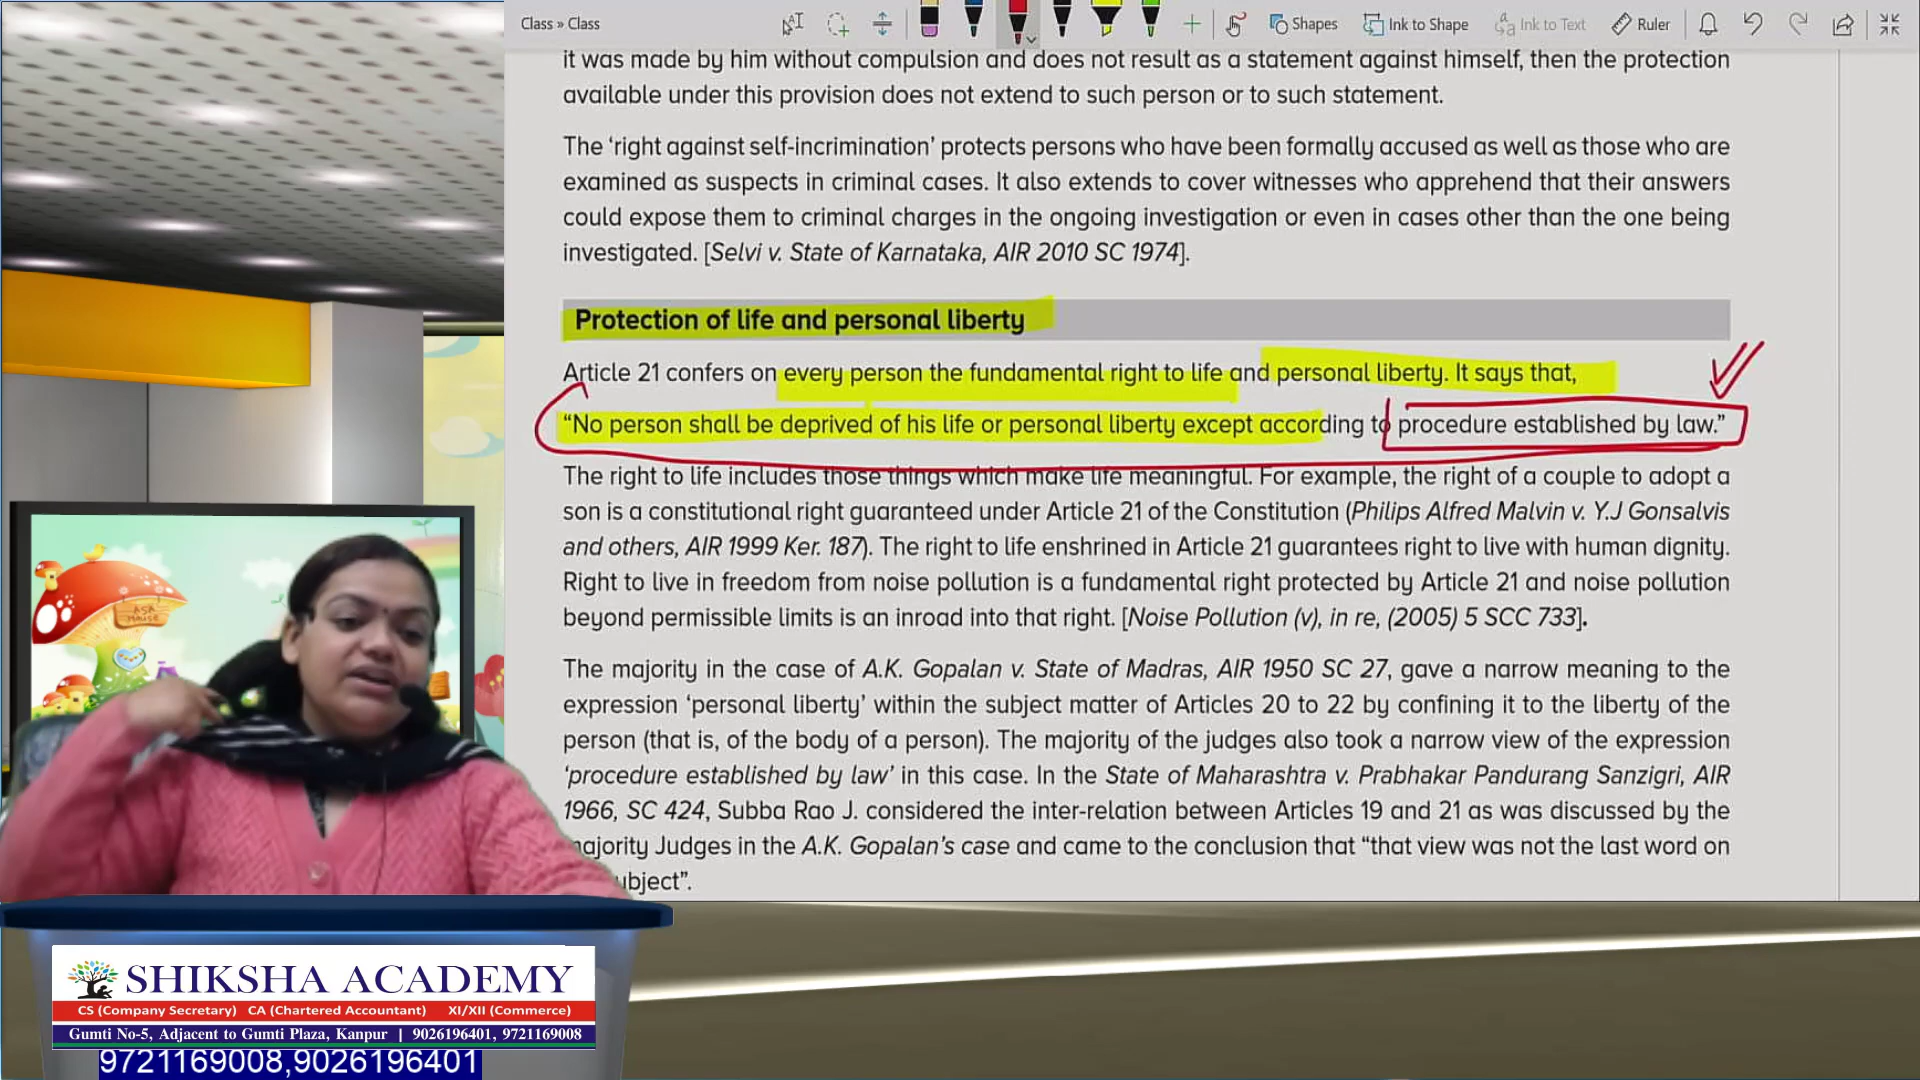 Class » Class
Shapes
Ink to Shape
Ink to Text
Ruler
it was made by him without compulsion and does not result as a statement against himself, then the protection
available under this provision does not extend to such person or to such statement.
The ‘right against self-incrimination’ protects persons who have been formally accused as well as those who are
examined as suspects in criminal cases. It also extends to cover witnesses who apprehend that their answers
could expose them to criminal charges in the ongoing investigation or even in cases other than the one being
investigated. [Selvi v. State of Karnataka, AIR 2010 SC 1974].
Protection of life and personal liberty
Article 21 confers on every person the fundamental right to life and personal liberty. It says that,
“No person shall be deprived of his life or personal liberty except according to procedure established by law.”
The right to life includes those things which make life meaningful. For example, the right of a couple to adopt a
son is a constitutional right guaranteed under Article 21 of the Constitution (Philips Alfred Malvin v. Y.J Gonsalvis
and others, AIR 1999 Ker. 187). The right to life enshrined in Article 21 guarantees right to live with human dignity.
Right to live in freedom from noise pollution is a fundamental right protected by Article 21 and noise pollution
beyond permissible limits is an inroad into that right. [Noise Pollution (v), in re, (2005) 5 SCC 733].
The majority in the case of A.K. Gopalan v. State of Madras, AIR 1950 SC 27, gave a narrow meaning to the
expression ‘personal liberty’ within the subject matter of Articles 20 to 22 by confining it to the liberty of the
person (that is, of the body of a person). The majority of the judges also took a narrow view of the expression
‘procedure established by law’ in this case. In the State of Maharashtra v. Prabhakar Pandurang Sanzigri, AIR
1966, SC 424, Subba Rao J. considered the inter-relation between Articles 19 and 21 as was discussed by the
majority Judges in the A.K. Gopalan’s case and came to the conclusion that “that view was not the last word on
ubject”.
ASA
HOUSE
SHIKSHA ACADEMY
CS (Company Secretary) CA (Chartered Accountant) XI/XII (Commerce)
Gumti No-5, Adjacent to Gumti Plaza, Kanpur | 9026196401, 9721169008
9721169008,9026196401